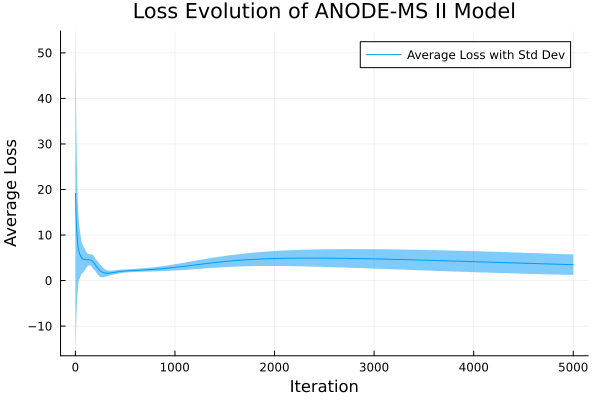 Loss Evolution of ANODE-MS II Model
Average Loss with Std Dev
Average Loss
50
40
30
20
10
0
−10
0 1000 2000 3000 4000 5000
Iteration